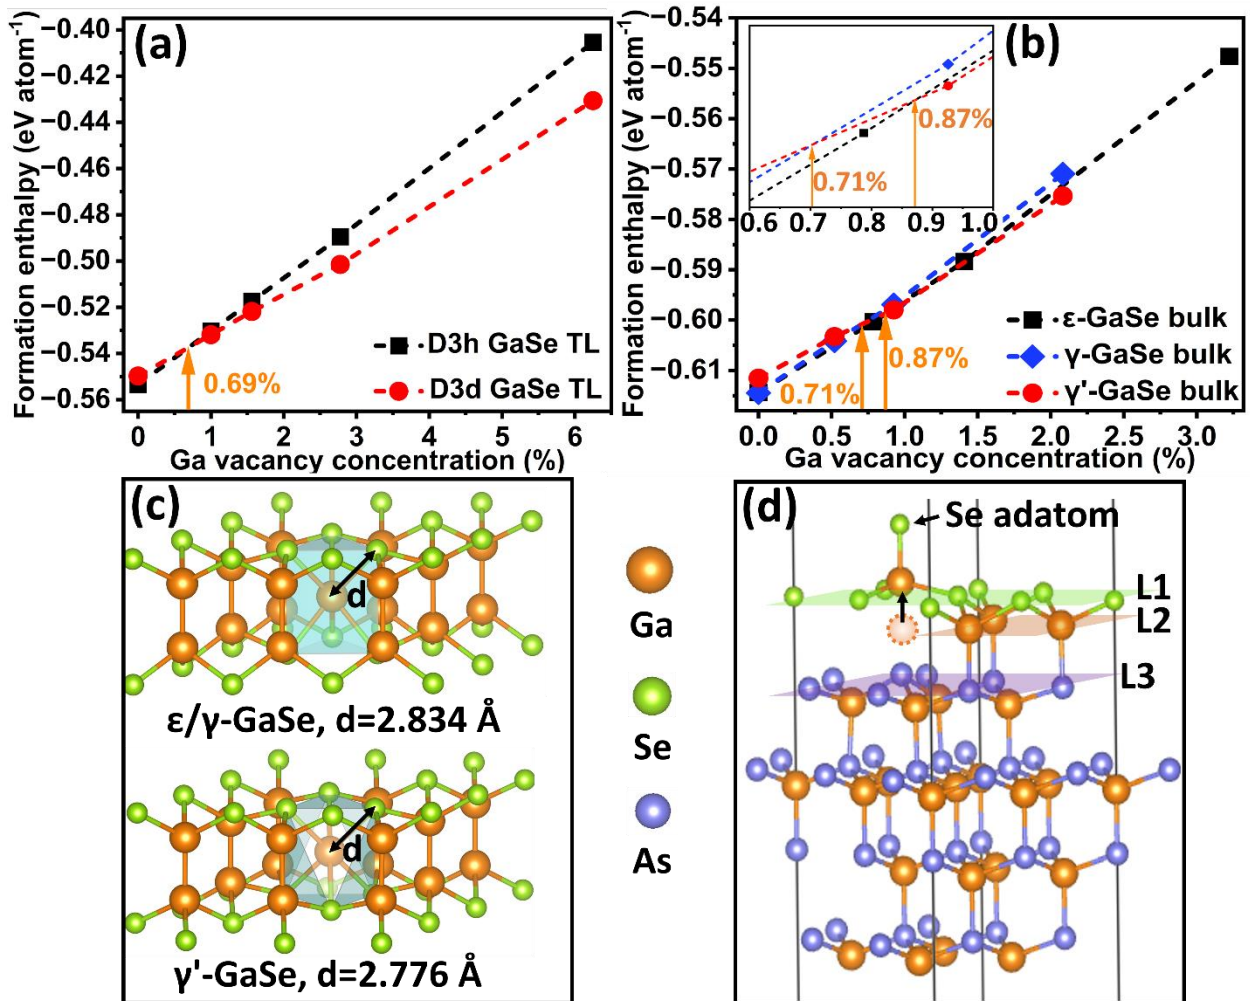 (a)
Formation enthalpy (eV atom⁻¹)
−0.40
−0.42
−0.44
−0.46
−0.48
−0.50
−0.52
−0.54
−0.56
0.69%
D3h GaSe TL
D3d GaSe TL
0 1 2 3 4 5 6
Ga vacancy concentration (%)
(b)
Formation enthalpy (eV atom⁻¹)
−0.54
−0.55
−0.56
−0.57
−0.58
−0.59
−0.60
−0.61
0.71%
0.87%
0.6 0.7 0.8 0.9 1.0
ε-GaSe bulk
γ-GaSe bulk
γ'-GaSe bulk
0.87%
0.71%
0.0 0.5 1.0 1.5 2.0 2.5 3.0
Ga vacancy concentration (%)
(c)
d
ε/γ-GaSe, d=2.834 Å
d
γ'-GaSe, d=2.776 Å
Ga
Se
As
(d)
Se adatom
L1
L2
L3